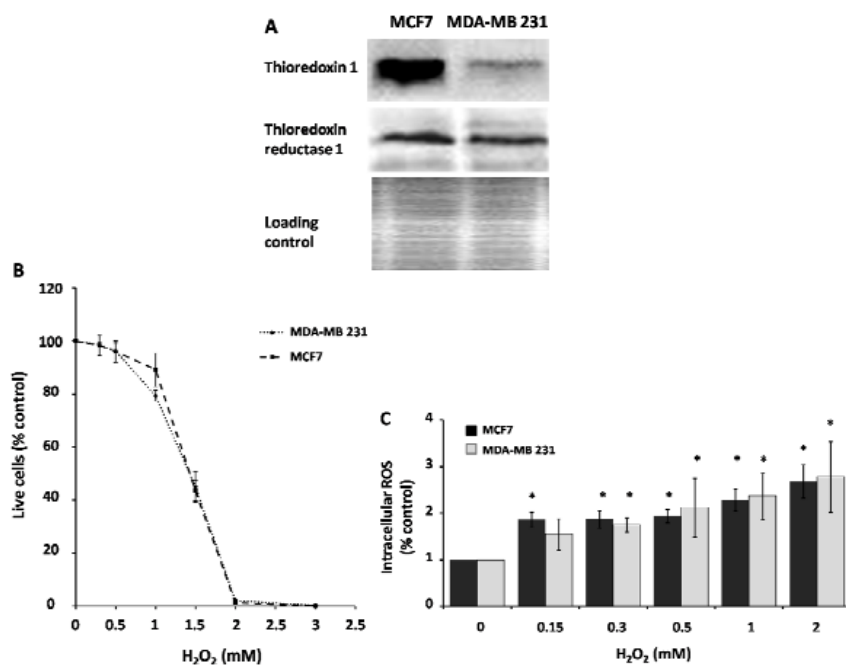 A
MCF7 MDA-MB 231
Thioredoxin 1
Thioredoxin
reductase 1
Loading
control
B
120
100
80
60
40
20
0
Live cells (% control)
MDA-MB 231
MCF7
0 0.5 1 1.5 2 3 2.5
H₂O₂ (mM)
C
4
3
2
1
0
Intracellular ROS
(% control)
MCF7
MDA-MB 231
* * * * * * * * *
0 0.15 0.3 0.5 1 2
H₂O₂ (mM)